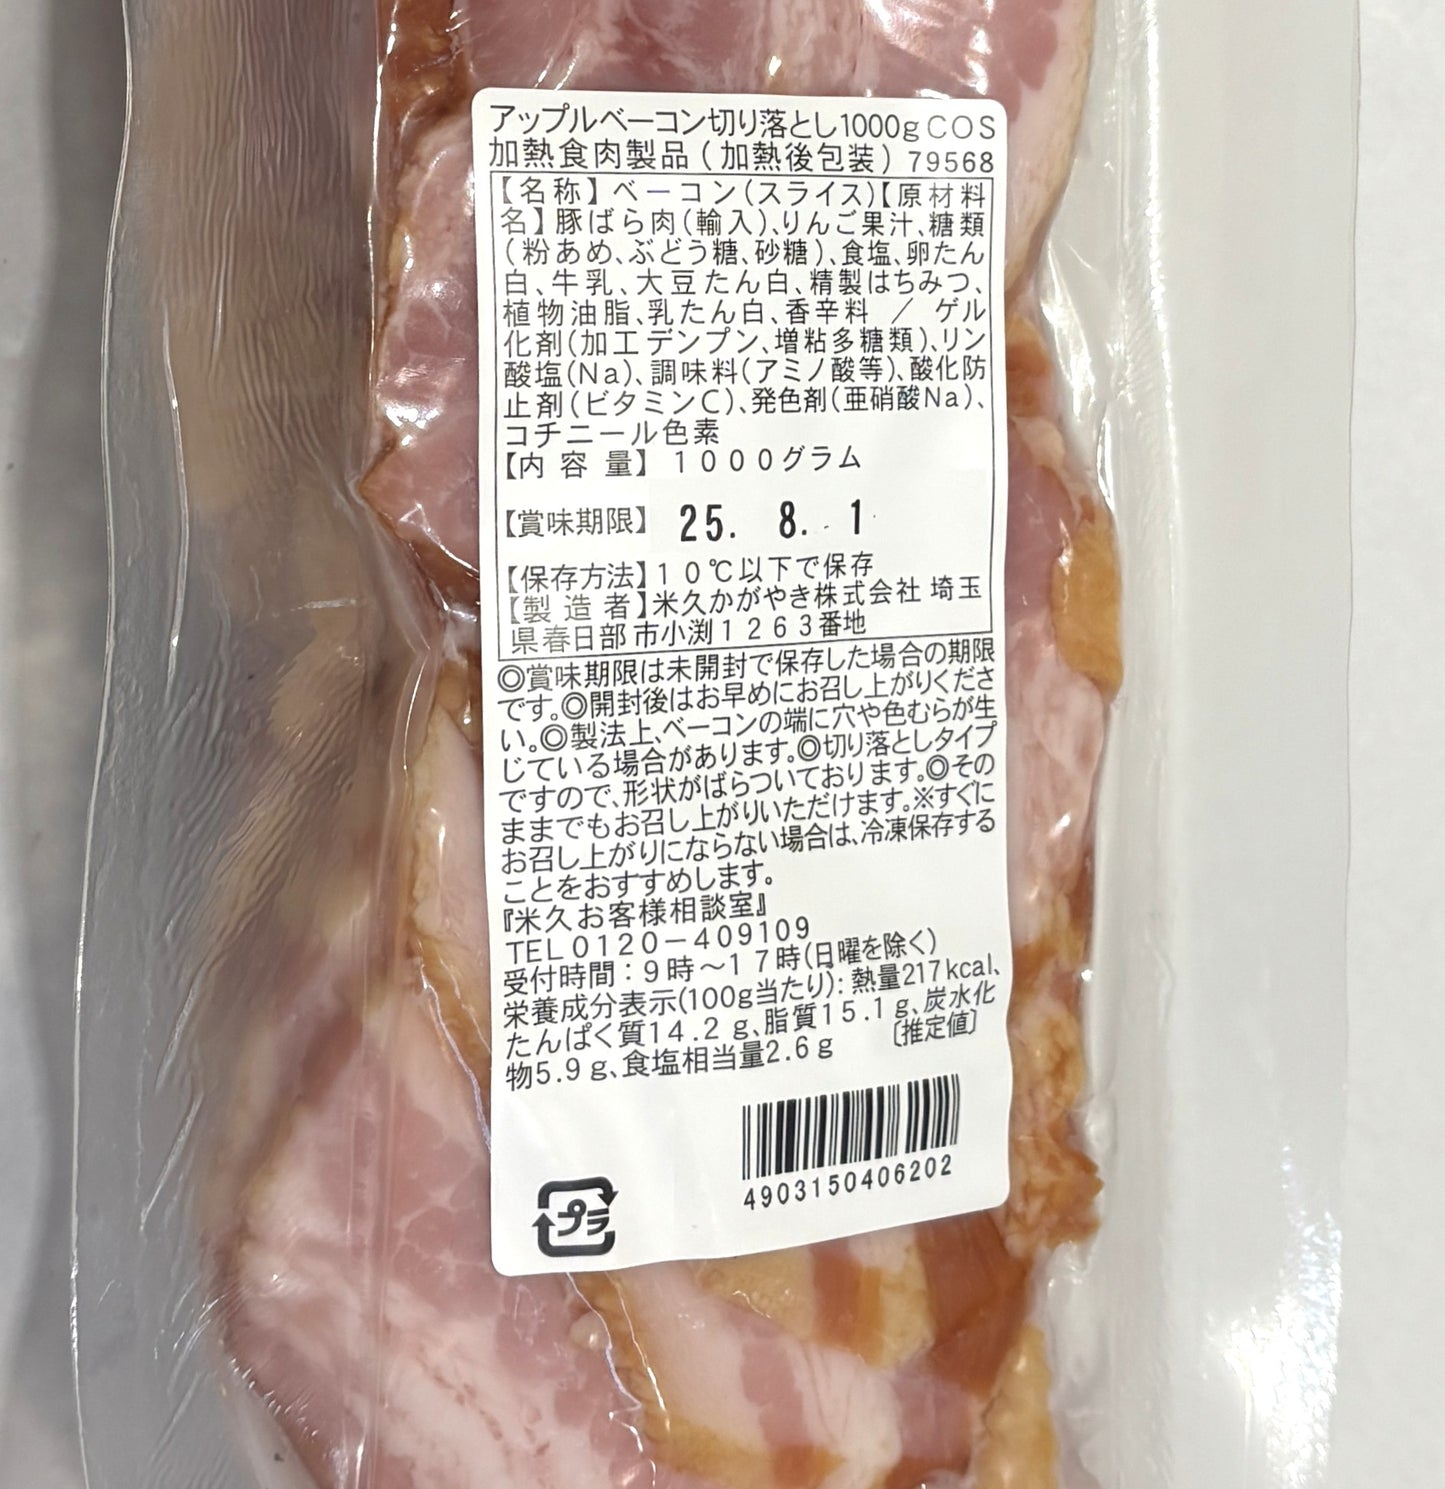 アップルベーコン切り落とし1000gCOS
加熱食肉製品(加熱後包装) 79568
【名称】ベーコン(スライス)【原材料
名】豚ばら肉(輸入)、りんご果汁、糖類
(粉あめ、ぶどう糖、砂糖)、食塩、卵たん
白、牛乳、大豆たん白、精製はちみつ、
植物油脂、乳たん白、香辛料 / ゲル
化剤(加工デンプン、増粘多糖類)、リン
酸塩(Na)、調味料(アミノ酸等)、酸化防
止剤(ビタミンC)、発色剤(亜硝酸Na)、
コチニール色素
【内容量】1000グラム
【賞味期限】 25. 8. 1
【保存方法】10℃以下で保存
【製造者】米久かがやき株式会社 埼玉
県春日部市小渕1263番地
◎賞味期限は未開封で保存した場合の期限
です。◎開封後はお早めにお召し上がりくださ
い。◎製法上、ベーコンの端に穴や色むらが生
じている場合があります。◎切り落としタイプ
ですので、形状がばらついております。◎その
ままでもお召し上がりいただけます。※すぐに
お召し上がりにならない場合は、冷凍保存する
ことをおすすめします。
『米久お客様相談室』
TEL0120-409109
受付時間:9時~17時(日曜を除く)
栄養成分表示(100g当たり):熱量217kcal、
たんぱく質14.2g、脂質15.1g、炭水化
物5.9g、食塩相当量2.6g [推定値]
4903150406202
プラ